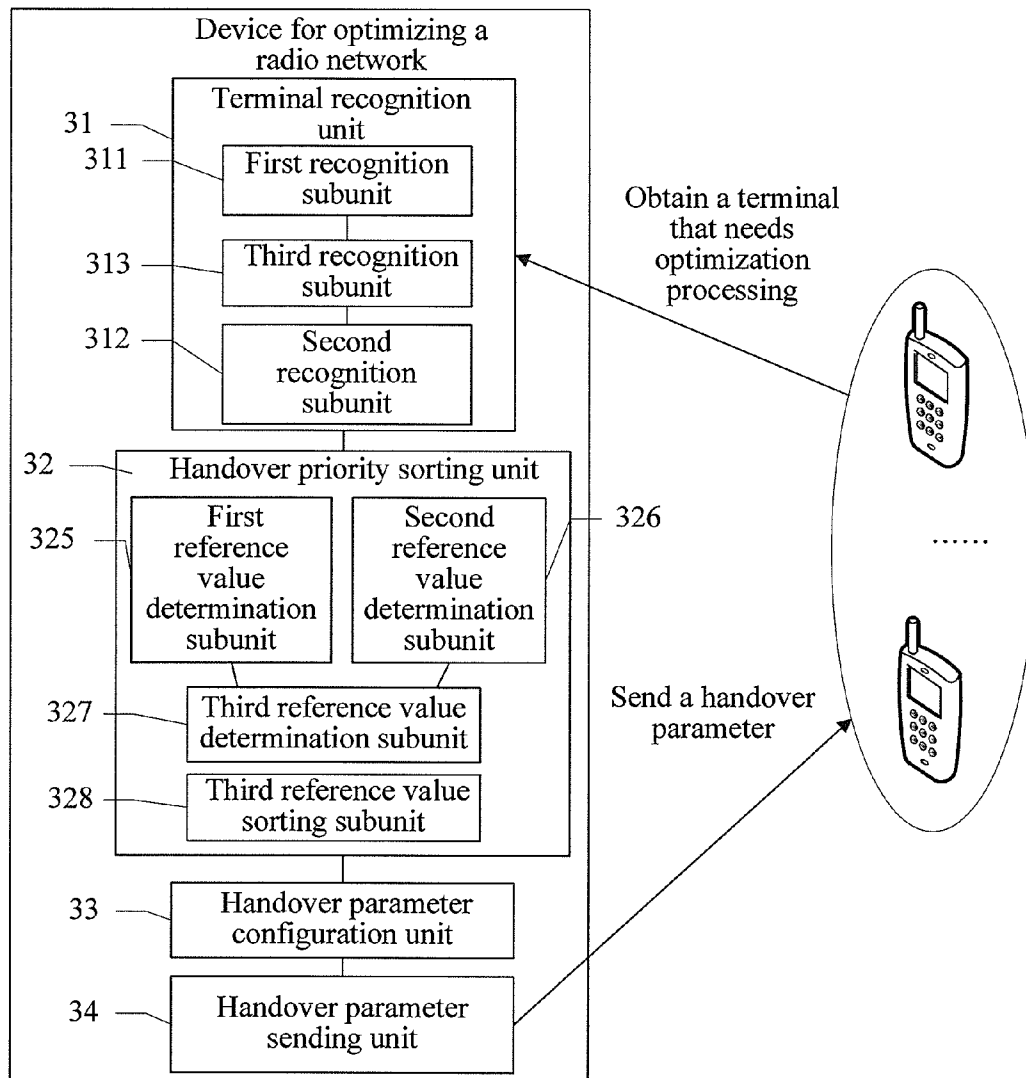 Device for optimizing a
radio network
Terminal recognition
unit
31
311
First recognition
subunit
313
Third recognition
subunit
312
Second
recognition
subunit
Obtain a terminal
that needs
optimization
processing
32
Handover priority sorting unit
325
First
reference
value
determination
subunit
Second
reference
value
determination
subunit
326
......
327
Third reference value
determination subunit
328
Third reference value
sorting subunit
Send a handover
parameter
33
Handover parameter
configuration unit
34
Handover parameter
sending unit